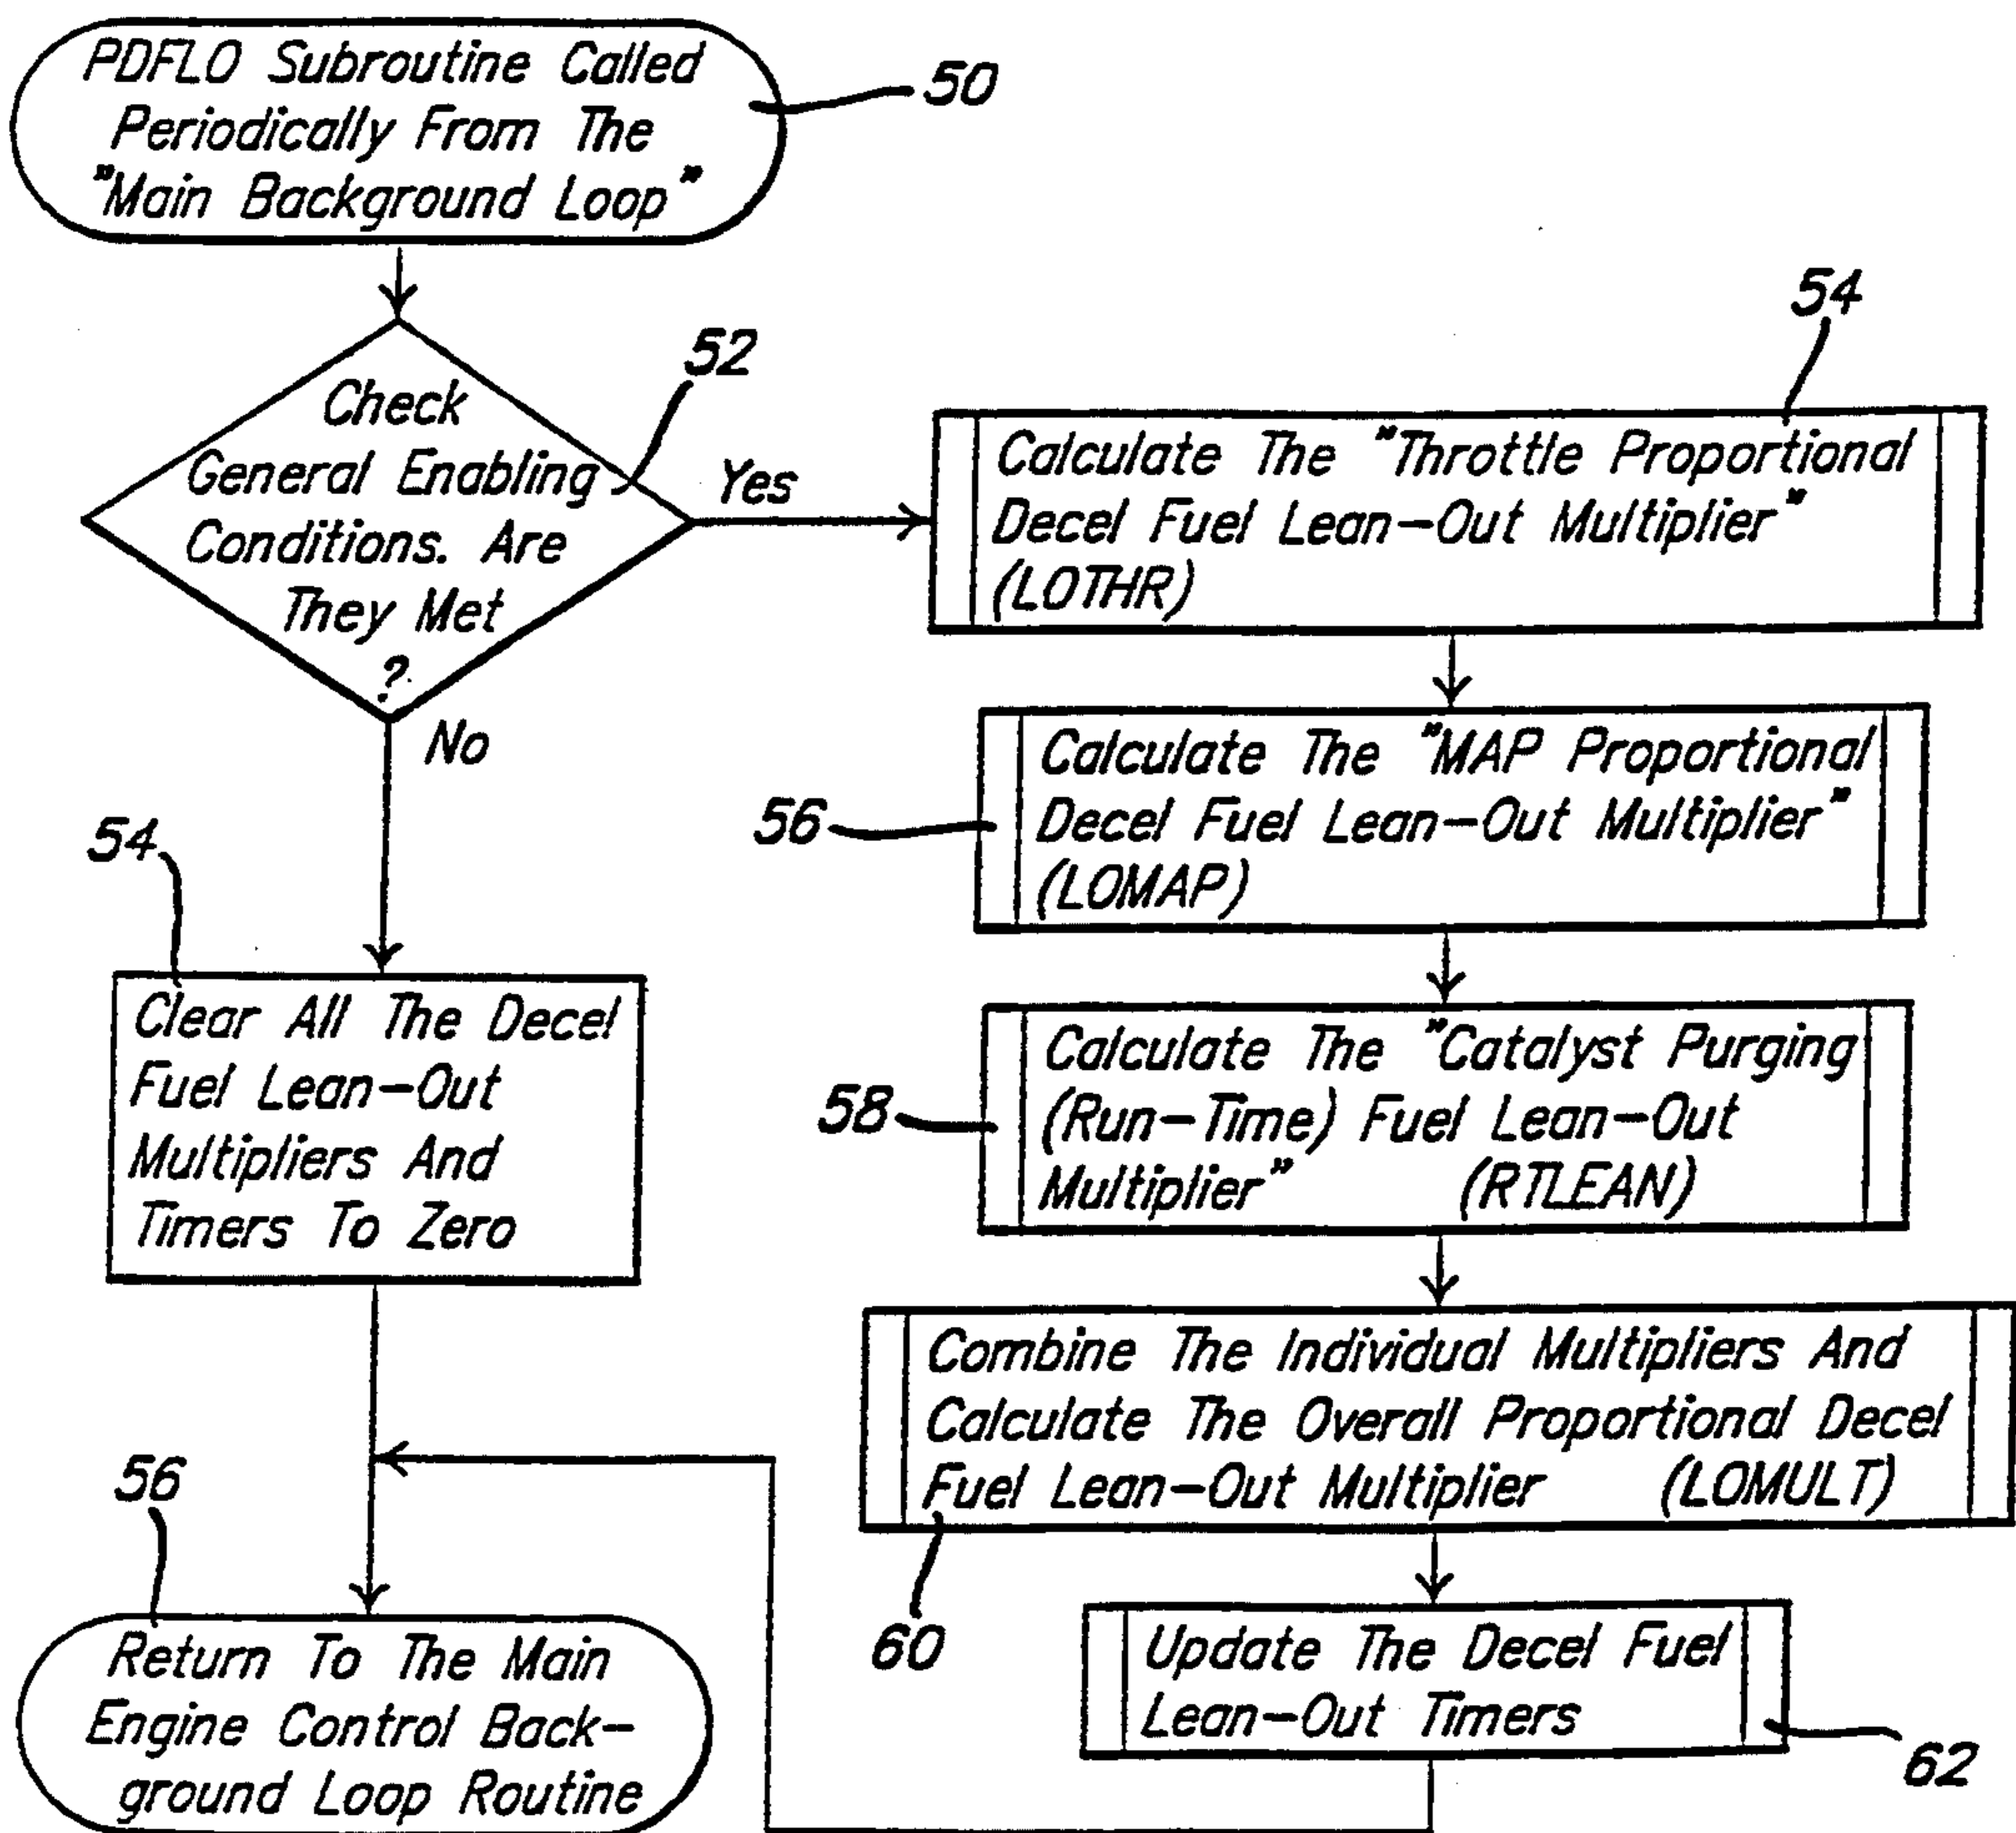 PDFLO Subroutine Called
Periodically From The
"Main Background Loop"
50
Check
General Enabling
Conditions. Are
They Met
?
52
Yes
No
54
Calculate The "Throttle Proportional
Decel Fuel Lean-Out Multiplier"
(LOTHR)
56
Calculate The "MAP Proportional
Decel Fuel Lean-Out Multiplier"
(LOMAP)
58
Calculate The "Catalyst Purging
(Run-Time) Fuel Lean-Out
Multiplier" (RTLEAN)
Combine The Individual Multipliers And
Calculate The Overall Proportional Decel
Fuel Lean-Out Multiplier (LOMULT)
60
Update The Decel Fuel
Lean-Out Timers
62
54
Clear All The Decel
Fuel Lean-Out
Multipliers And
Timers To Zero
56
Return To The Main
Engine Control Back-
ground Loop Routine